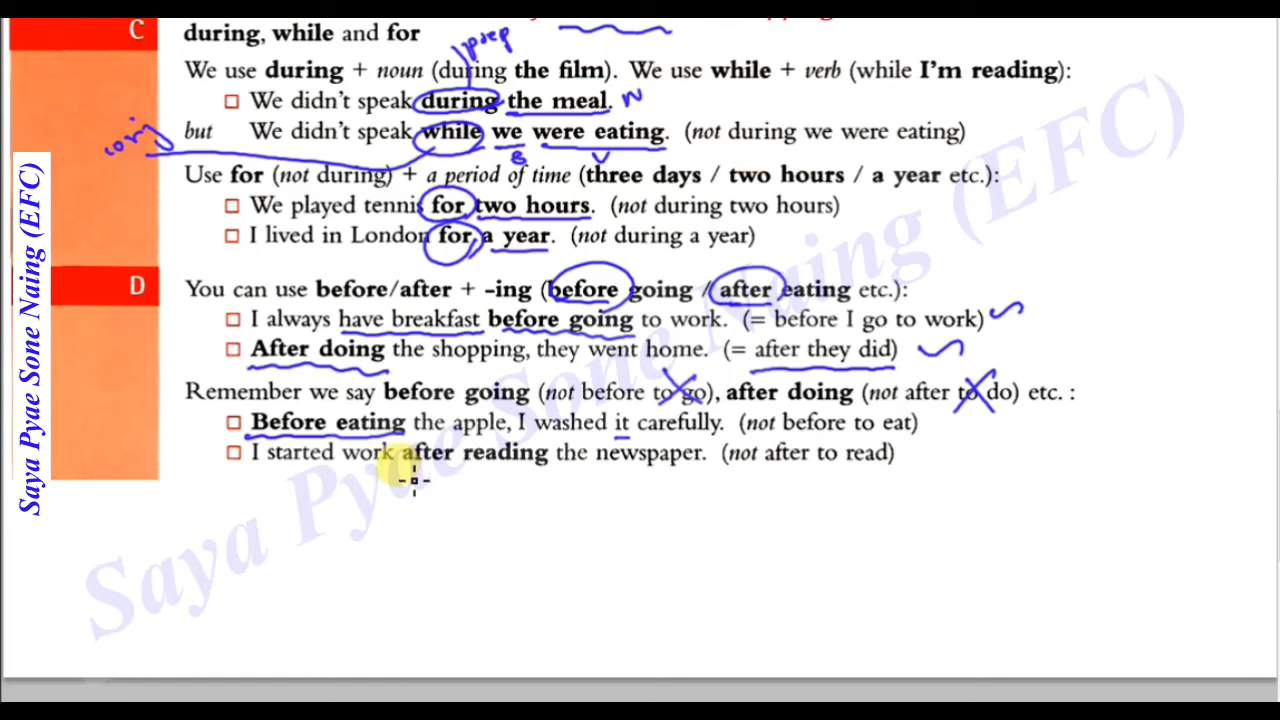 C
during, while and for
prep
We use during + noun (during the film). We use while + verb (while I'm reading):
We didn't speak during the meal. N
but We didn't speak while we were eating. (not during we were eating)
conj
S V
Use for (not during) + a period of time (three days / two hours / a year etc.):
We played tennis for two hours. (not during two hours)
I lived in London for a year. (not during a year)
D
You can use before/after + -ing (before going / after eating etc.):
I always have breakfast before going to work. (= before I go to work)
After doing the shopping, they went home. (= after they did)
Remember we say before going (not before to go), after doing (not after to do) etc. :
Before eating the apple, I washed it carefully. (not before to eat)
I started work after reading the newspaper. (not after to read)
Saya Pyae Sone Naing (EFC)
Saya Pyae Sone Naing (EFC)